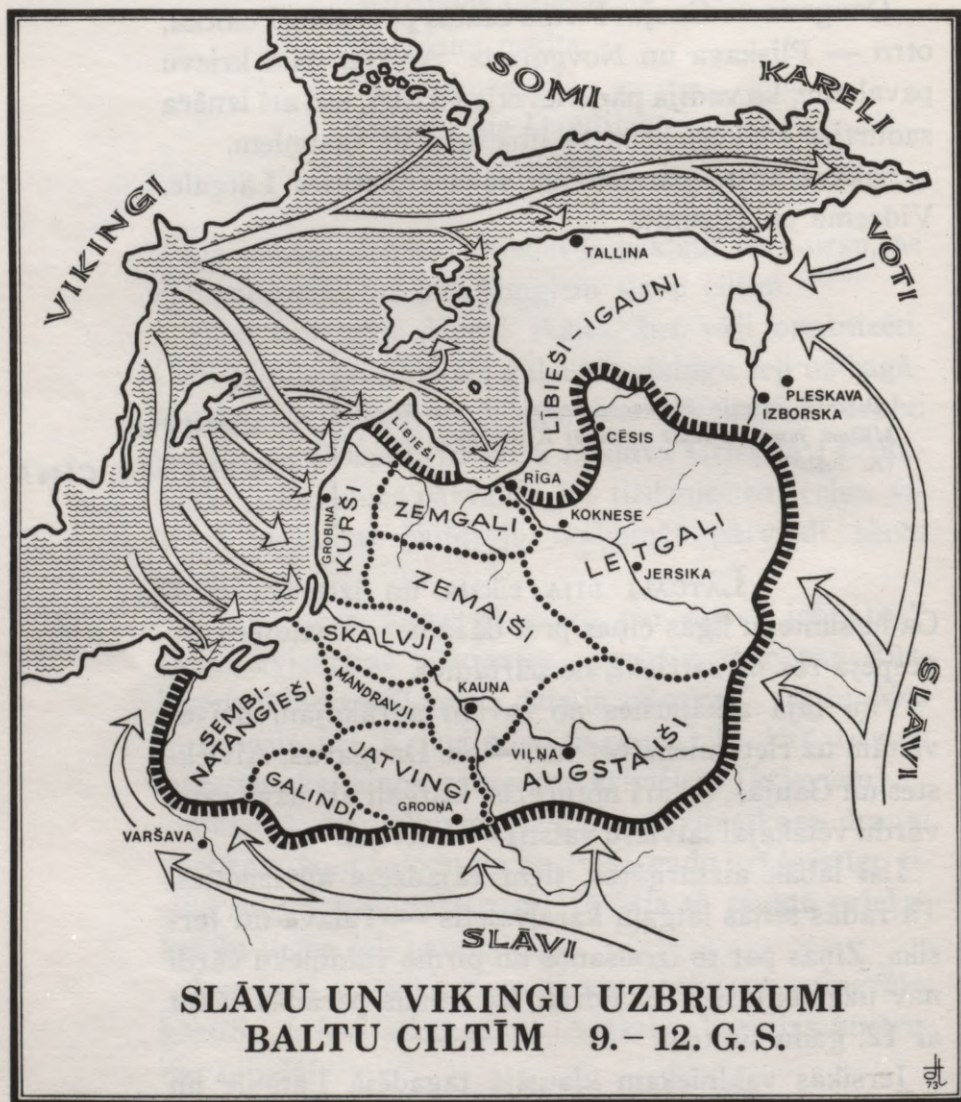 SOMI
KAREĻI
VIKINGI
VOTI
TALLINA
LĪBIEŠI-IGAUNI
PLESKAVA
IZBORSKA
CĒSIS
LĪBIEŠI
RĪGA
GROBIŅA
KURŠI
ZEMGAĻI
KOKNESE
LETGAĻI
JERSIKA
ZEMAIŠI
SKALVJI
SLĀVI
MANDRAVJI
KAUŅA
SEMBI-
NATANGIEŠI
VIĻŅA
JATVINGI
AUGSTAIŠI
GALINDI
GRODŅA
VARŠAVA
SLĀVI
SLĀVU UN VIKINGU UZBRUKUMI
BALTU CILTĪM 9.–12. G.S.
73